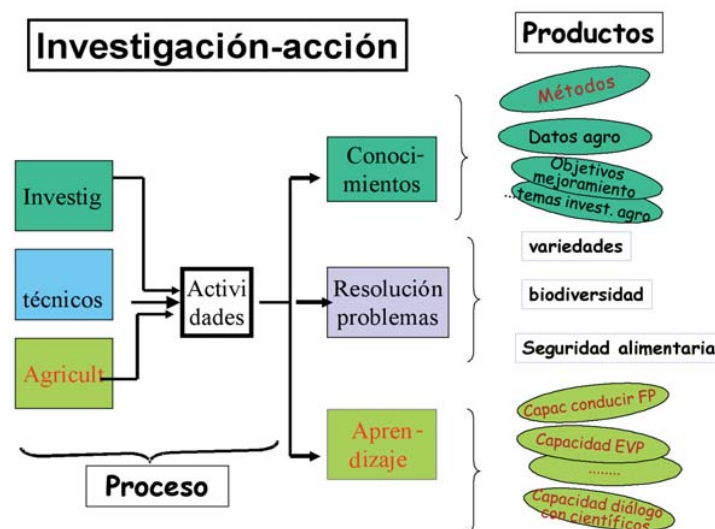 Investigación-acción
Productos
Investig
técnicos
Agricult
Activi
dades
Proceso
Conoci-
mientos
Resolución
problemas
Apren-
dizaje
Métodos
Datos agro
Objetivos
mejoramiento
...temas invest. agro
variedades
biodiversidad
Seguridad alimentaria
Capac conducir FP
Capacidad EVP
........
Capacidad diálogo
con científicos